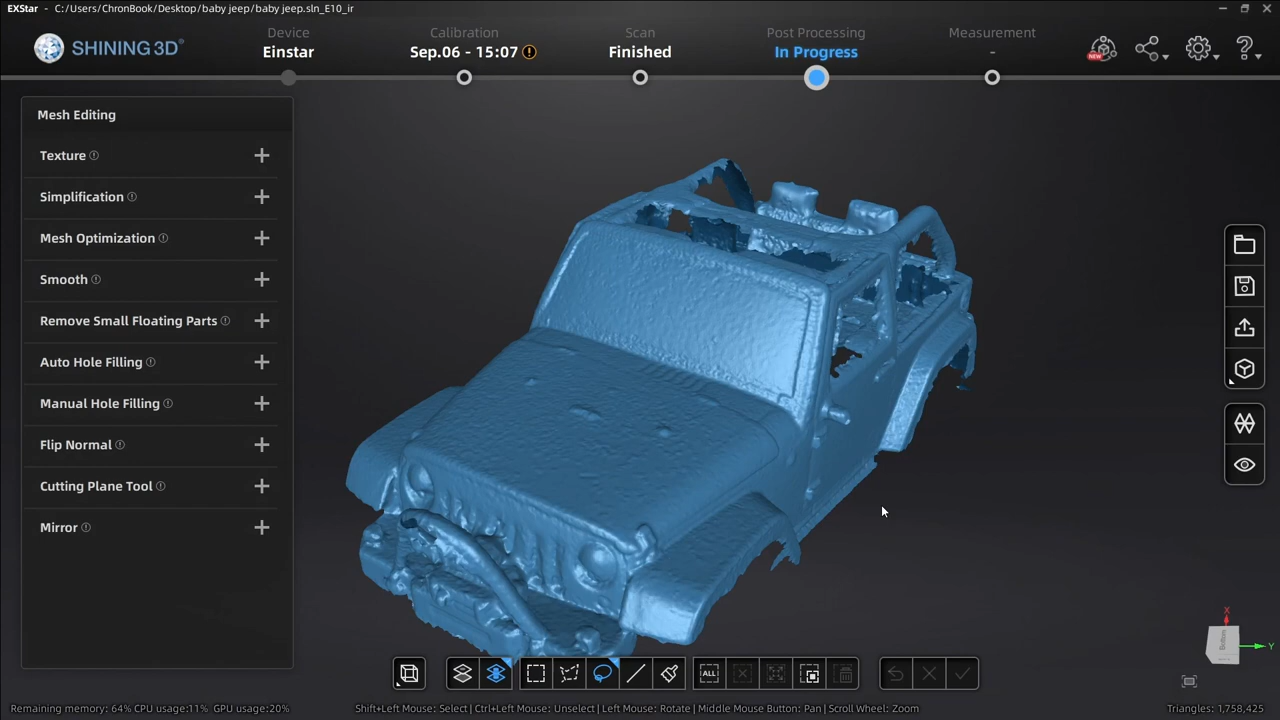 EXStar - C:/Users/ChronBook/Desktop/baby jeep/baby jeep.sln_E10_ir
SHINING 3D®
Device
Einstar
Calibration
Sep.06 - 15:07
Scan
Finished
Post Processing
In Progress
Measurement
-
NEW
Mesh Editing
Texture
Simplification
Mesh Optimization
Smooth
Remove Small Floating Parts
Auto Hole Filling
Manual Hole Filling
Flip Normal
Cutting Plane Tool
Mirror
X
Y
Bottom
ALL
Remaining memory: 64% CPU usage:11% GPU usage:20%
Shift+Left Mouse: Select | Ctrl+Left Mouse: Unselect | Left Mouse: Rotate | Middle Mouse Button: Pan | Scroll Wheel: Zoom
Triangles: 1,758,425